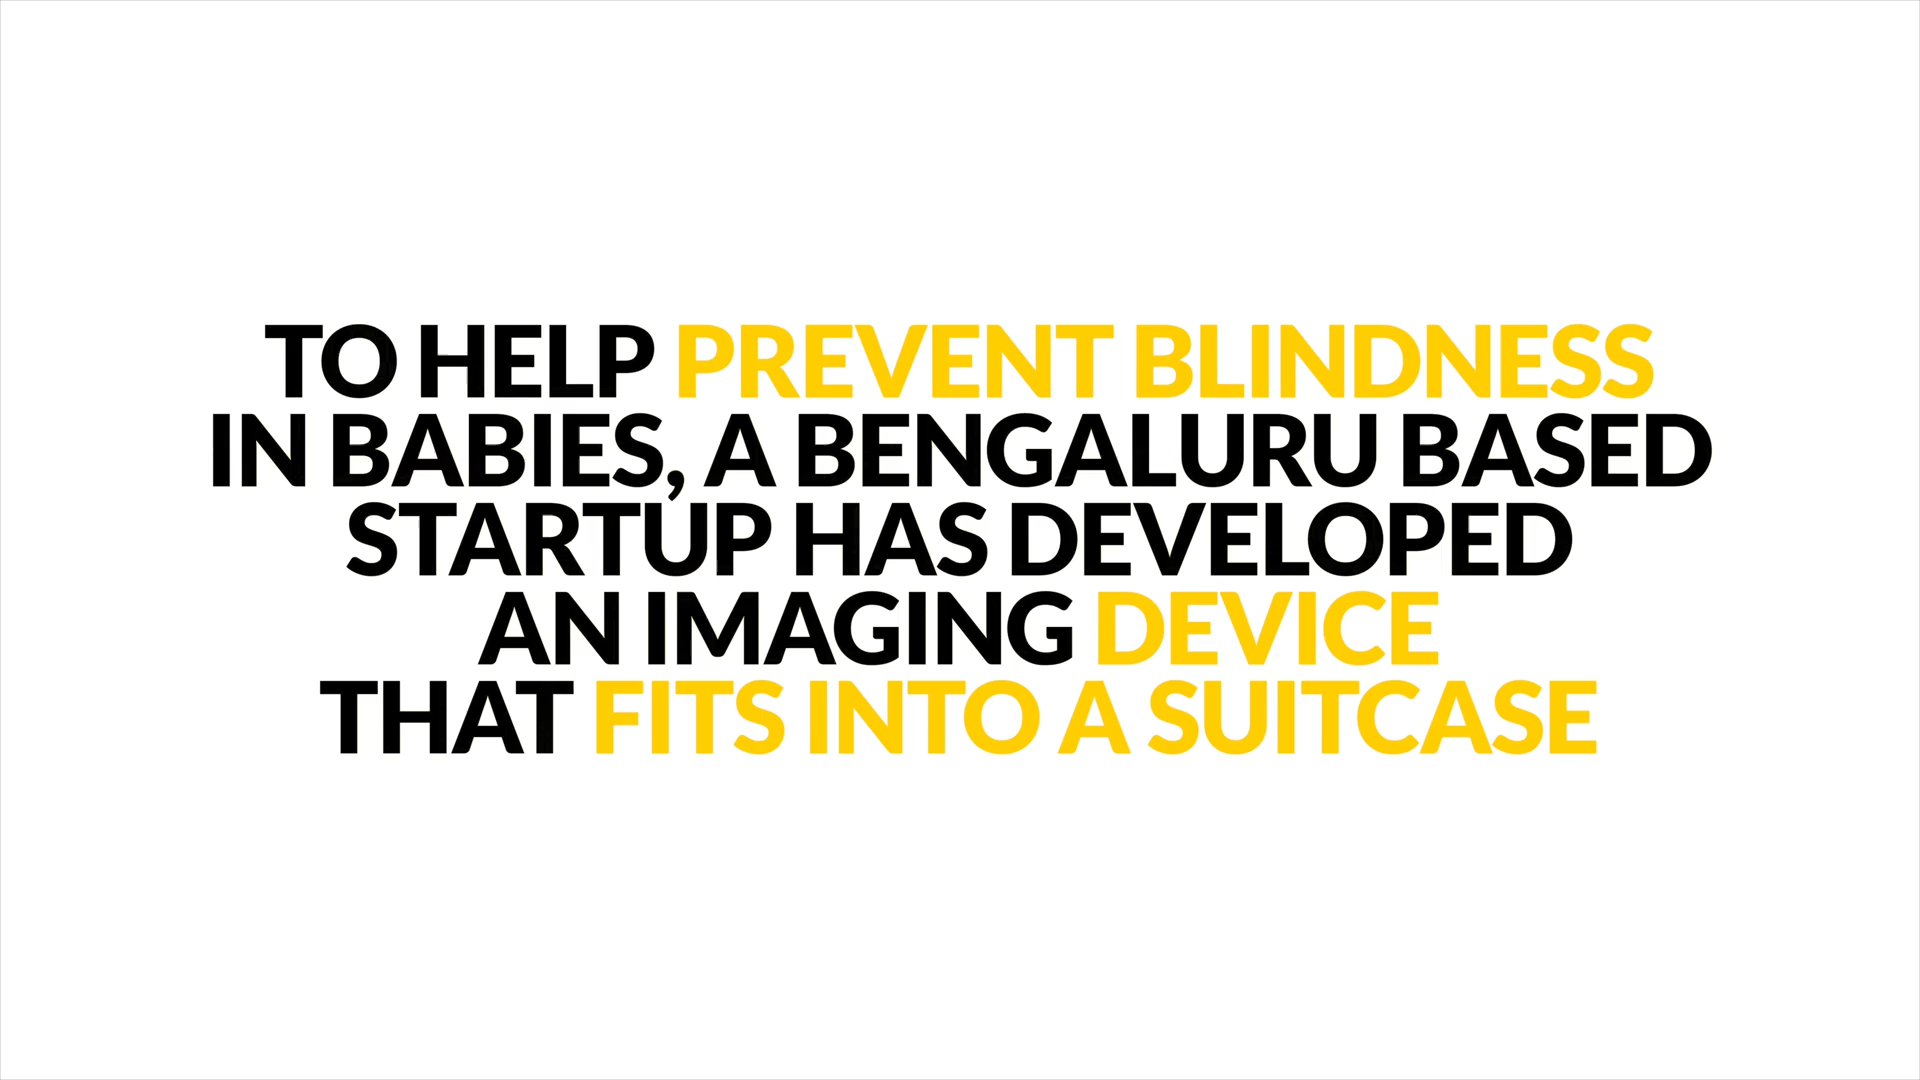 TO HELP PREVENT BLINDNESS
IN BABIES, A BENGALURU BASED
STARTUP HAS DEVELOPED
AN IMAGING DEVICE
THAT FITS INTO A SUITCASE